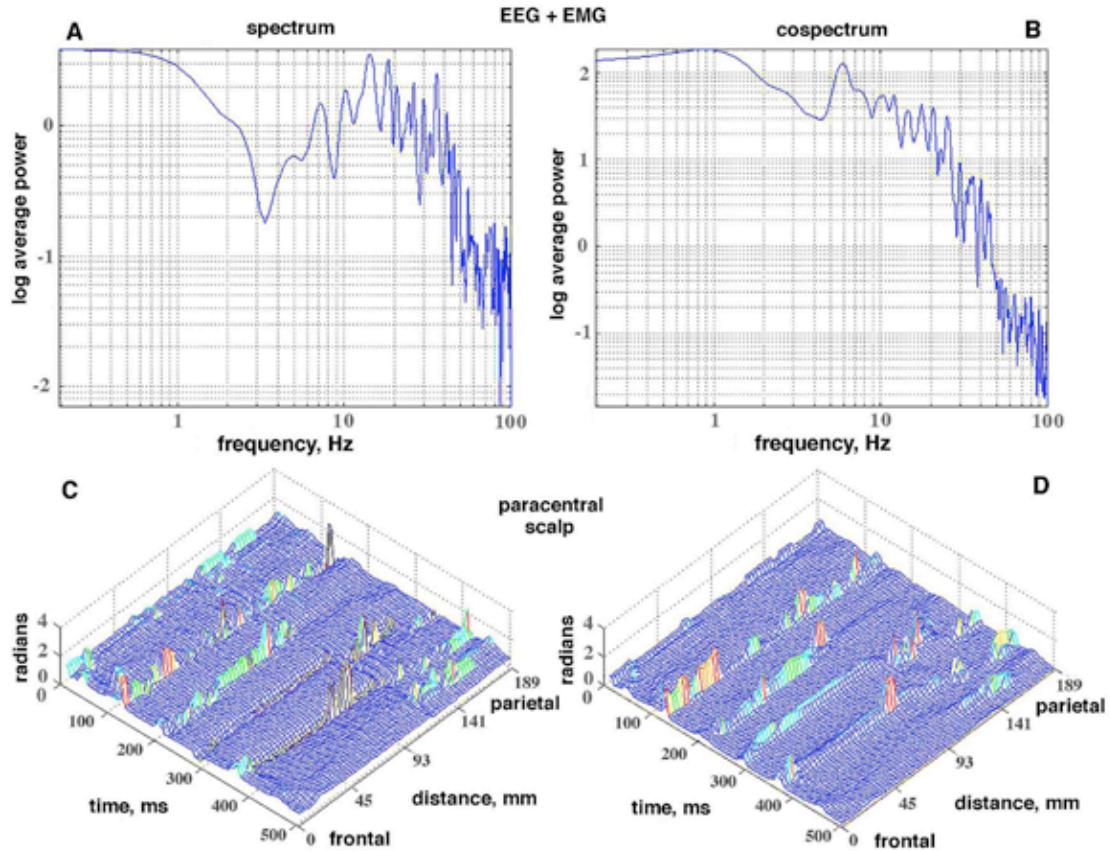 EEG + EMG
A
spectrum
cospectrum
B
log average power
0
-1
-2
1
10
100
frequency, Hz
log average power
2
1
0
-1
1
10
100
frequency, Hz
C
paracentral
scalp
D
radians
4
2
0
0
100
200
300
400
500
time, ms
0
45
93
141
189
distance, mm
frontal
parietal
radians
4
2
0
0
100
200
300
400
500
time, ms
0
45
93
141
189
distance, mm
frontal
parietal